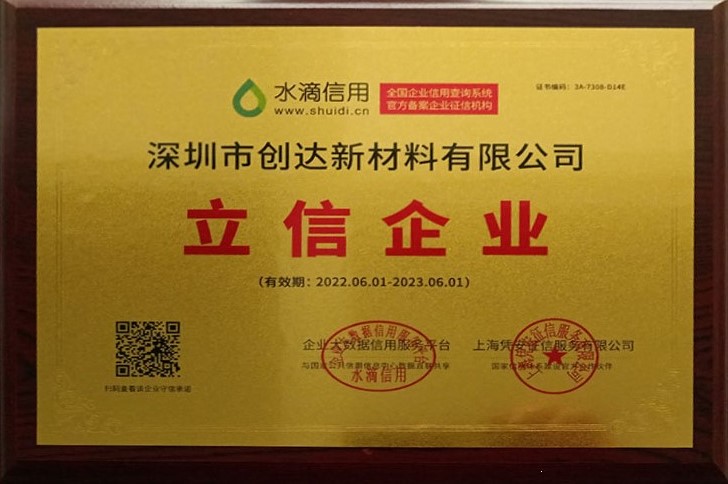 证书编码：3A-7308-D14E
水滴信用
www.shuidi.cn
全国企业信用查询系统
官方备案企业征信机构
深圳市创达新材料有限公司
立信企业
（有效期：2022.06.01-2023.06.01）
企业大数据信用服务平台
水滴信用
上海凭安征信服务有限公司
扫码查看该企业守信承诺